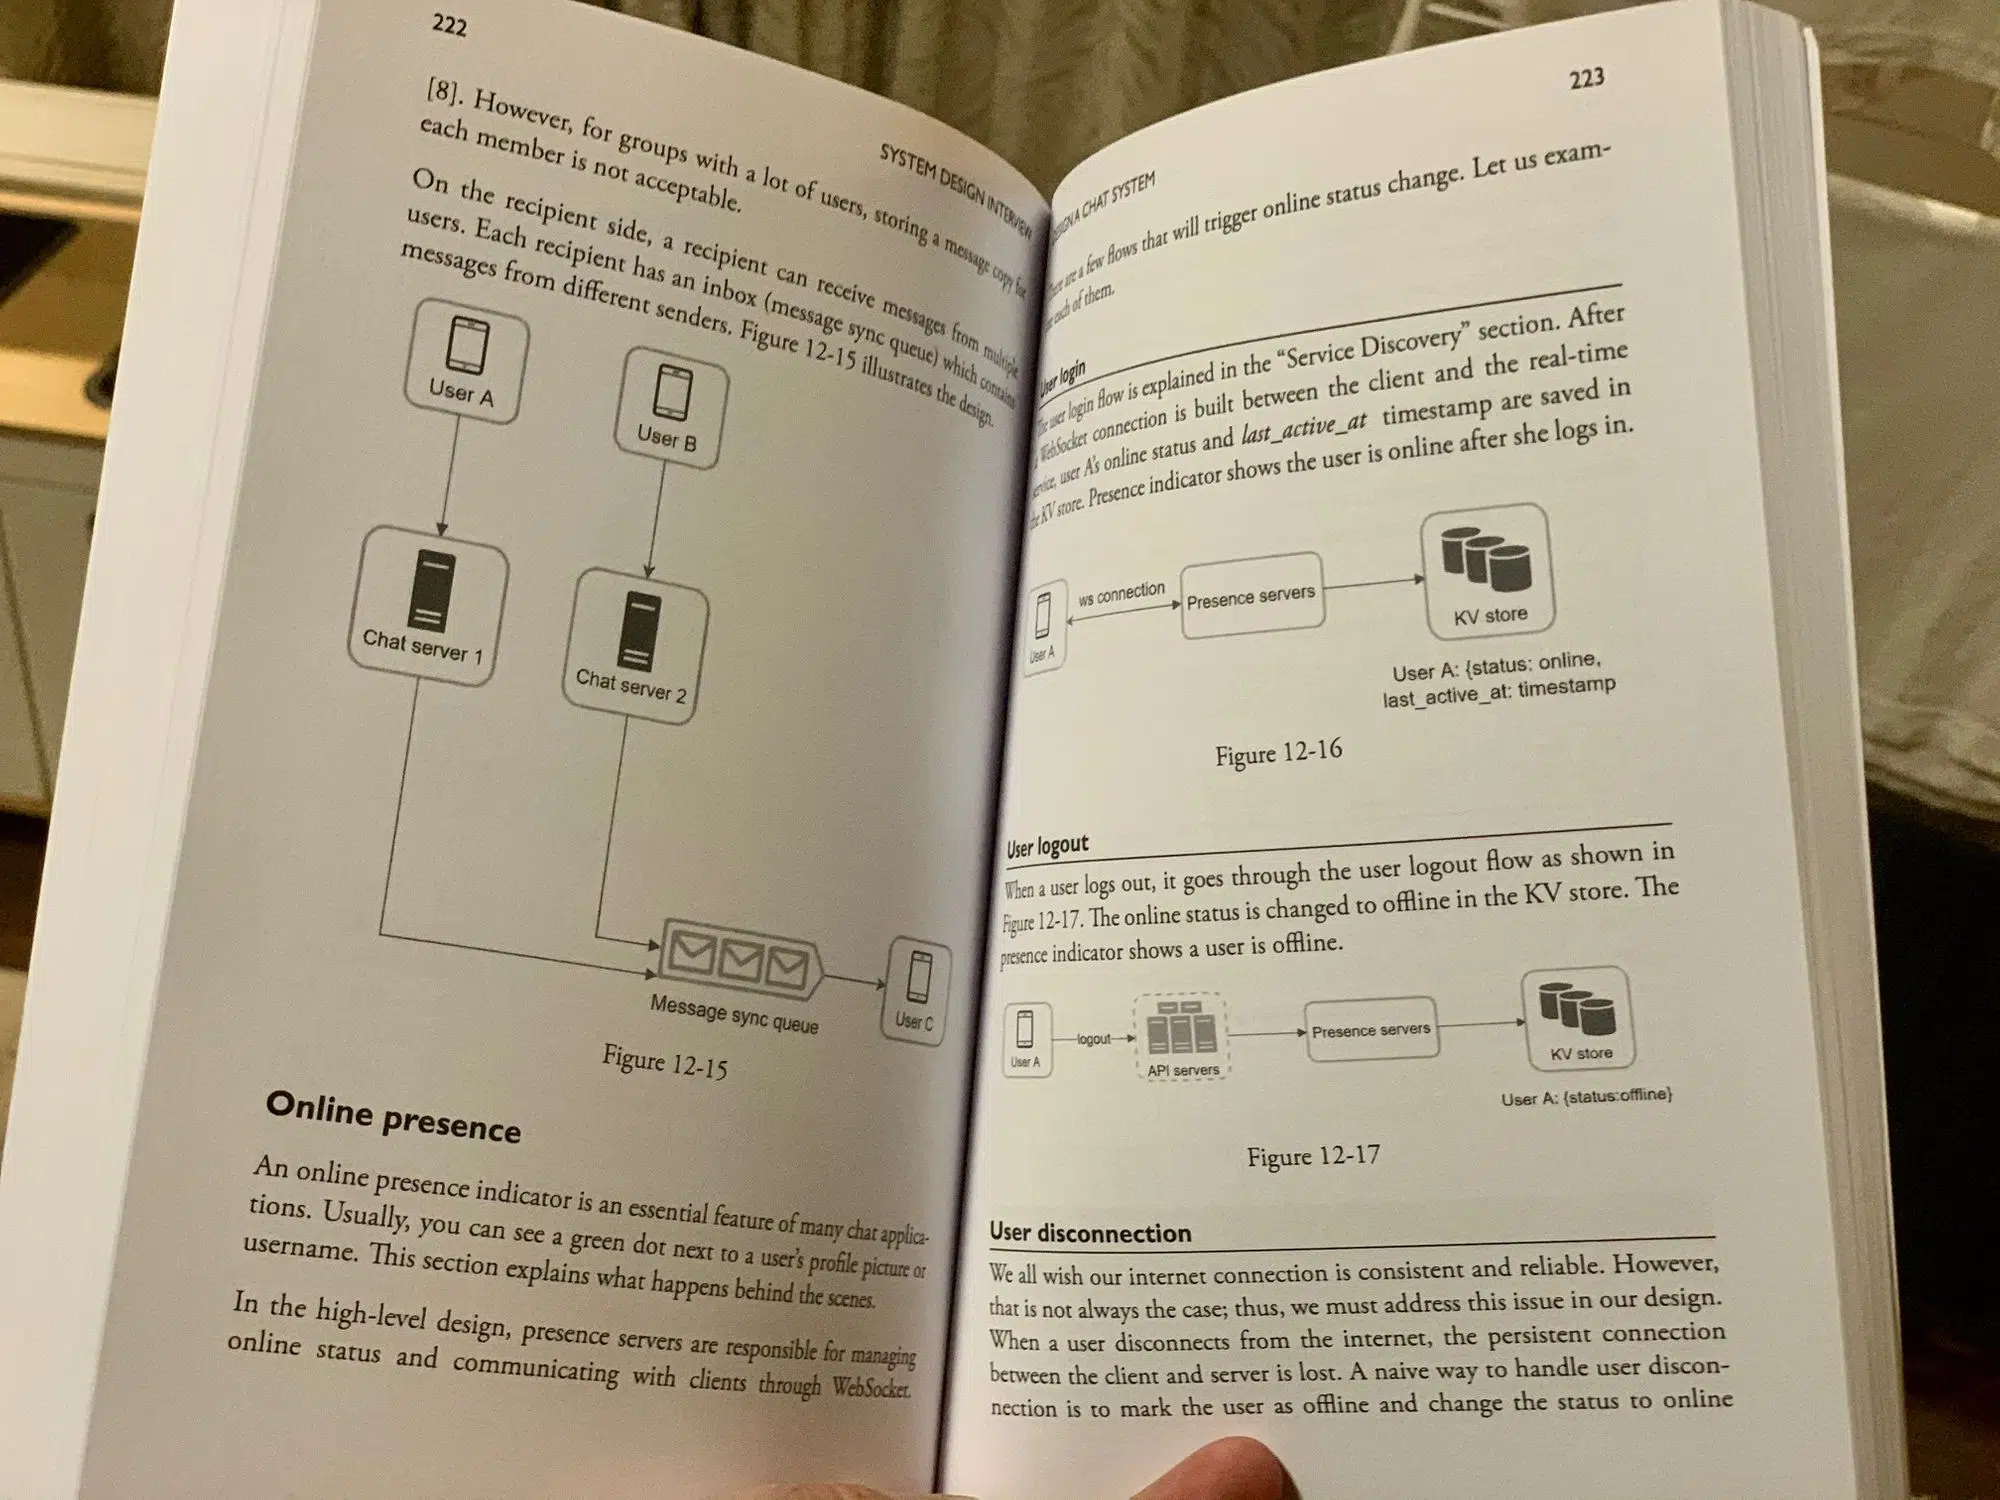 222
SYSTEM DESIGN INTERVIEW
[8]. However, for groups with a lot of users, storing a message copy for
each member is not acceptable.
On the recipient side, a recipient can receive messages from multiple
users. Each recipient has an inbox (message sync queue) which contains
messages from different senders. Figure 12-15 illustrates the design.
User A
User B
Chat server 1
Chat server 2
Message sync queue
User C
Figure 12-15
Online presence
An online presence indicator is an essential feature of many chat applica-
tions. Usually, you can see a green dot next to a user's profile picture or
username. This section explains what happens behind the scenes.
In the high-level design, presence servers are responsible for managing
online status and communicating with clients through WebSocket.
223
A CHAT SYSTEM
are a few flows that will trigger online status change. Let us exam-
each of them.
User login
The user login flow is explained in the “Service Discovery” section. After
WebSocket connection is built between the client and the real-time
service, user A's online status and last_active_at timestamp are saved in
the KV store. Presence indicator shows the user is online after she logs in.
User A
ws connection
Presence servers
KV store
User A: {status: online,
last_active_at: timestamp
Figure 12-16
User logout
When a user logs out, it goes through the user logout flow as shown in
Figure 12-17. The online status is changed to offline in the KV store. The
presence indicator shows a user is offline.
User A
logout
API servers
Presence servers
KV store
User A: {status:offline}
Figure 12-17
User disconnection
We all wish our internet connection is consistent and reliable. However,
that is not always the case; thus, we must address this issue in our design.
When a user disconnects from the internet, the persistent connection
between the client and server is lost. A naive way to handle user discon-
nection is to mark the user as offline and change the status to online